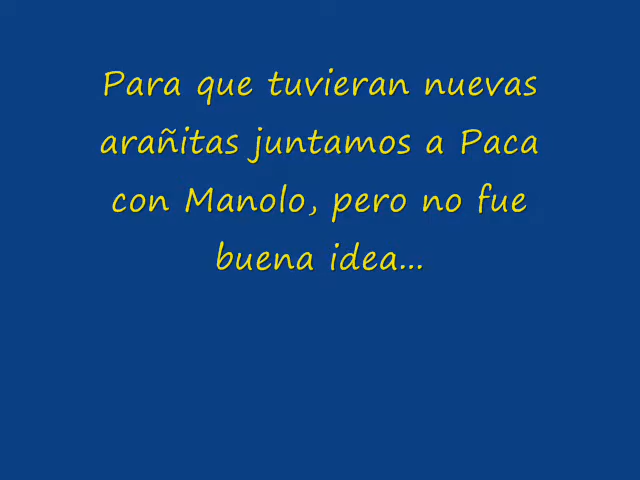 Para que tuvieran nuevas
arañitas juntamos a Paca
con Manolo, pero no fue
buena idea...